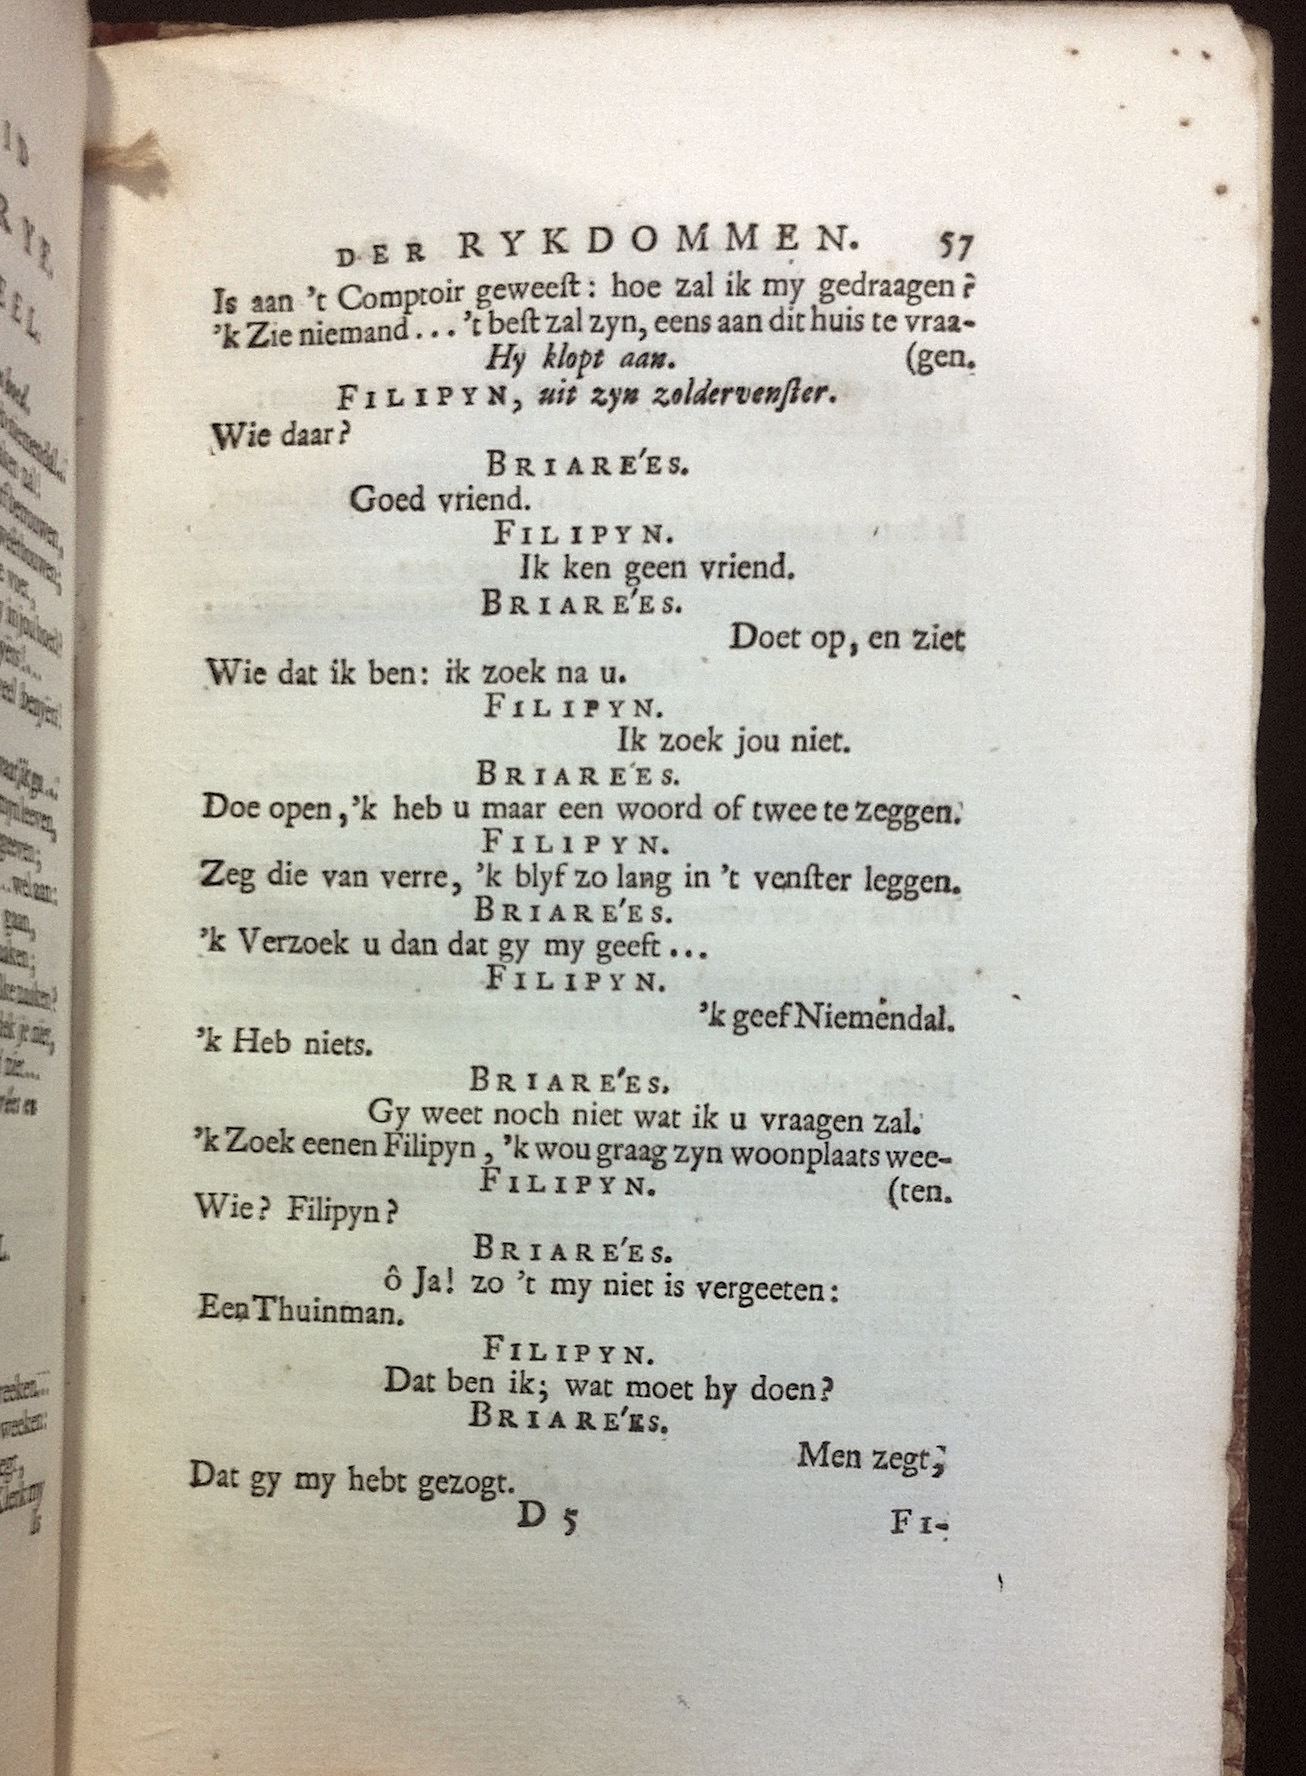 DER RYKDOMMEN. 57
Is aan 't Comptoir geweeſt: hoe zal ik my gedraagen?
'k Zie niemand... 't beſt zal zyn, eens aan dit huis te vraa-
Hy klopt aan. (gen.
FILIPYN, uit zyn zoldervenſter.
Wie daar?
BRIARE'ES.
Goed vriend.
FILIPYN.
Ik ken geen vriend.
BRIARE'ES.
Doet op, en ziet
Wie dat ik ben: ik zoek na u.
FILIPYN.
Ik zoek jou niet.
BRIARE'ES.
Doe open, 'k heb u maar een woord of twee te zeggen.
FILIPYN.
Zeg die van verre, 'k blyf zo lang in 't venſter leggen.
BRIARE'ES.
'k Verzoek u dan dat gy my geeft...
FILIPYN.
'k geef Niemendal.
'k Heb niets.
BRIARE'ES.
Gy weet noch niet wat ik u vraagen zal.
'k Zoek eenen Filipyn, 'k wou graag zyn woonplaats wee-
FILIPYN. (ten.
Wie? Filipyn?
BRIARE'ES.
ô Ja! zo 't my niet is vergeeten:
Een Thuinman.
FILIPYN.
Dat ben ik; wat moet hy doen?
BRIARE'ES.
Men zegt,
Dat gy my hebt gezogt.
D 5 FI-